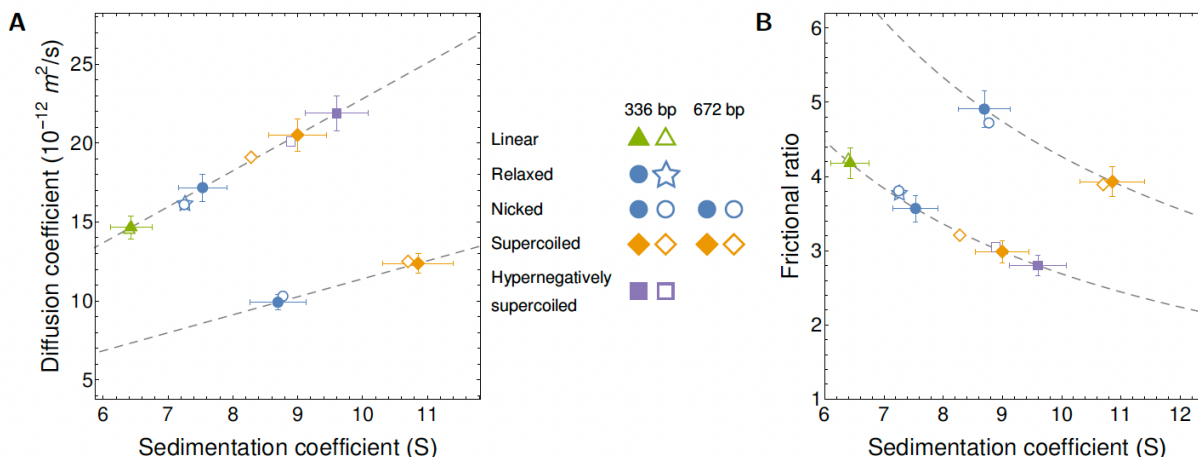 A
Diffusion coefficient (10⁻¹² m²/s)
25
20
15
10
5
6 7 8 9 10 11
Sedimentation coefficient (S)
336 bp 672 bp
Linear
Relaxed
Nicked
Supercoiled
Hypernegatively
supercoiled
B
Frictional ratio
6
5
4
3
2
1
6 7 8 9 10 11 12
Sedimentation coefficient (S)